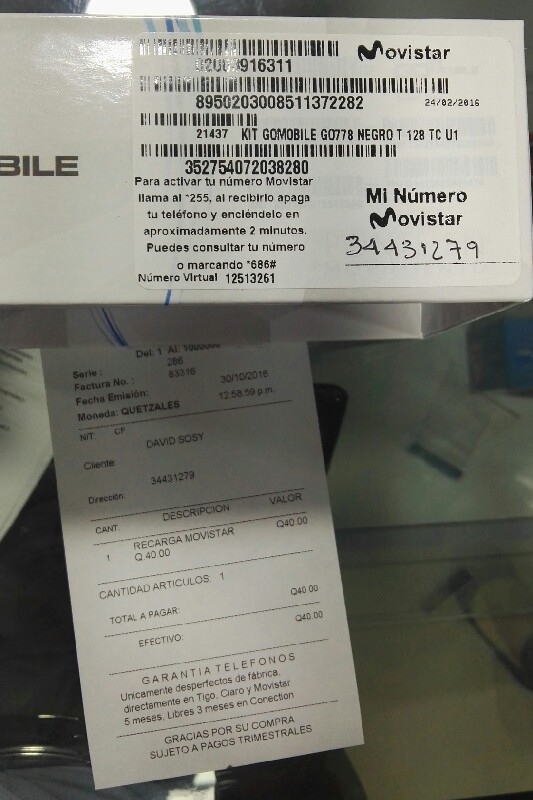 Movistar
916311
8950203008511372282
24/02/2016
21437 KIT GOMOBILE GO778 NEGRO T 128 TC U1
BILE
352754072038280
Para activar tu número Movistar
llama al *255, al recibirlo apaga
tu teléfono y enciéndelo en
aproximadamente 2 minutos.
Puedes consultar tu número
o marcando *686#
Número Virtual 12513261
Mi Número
Movistar
34431279
Del: 1 Al:
Serie : 286
Factura No. : 83316
Fecha Emisión: 30/10/2016
12:58:59 p.m.
Moneda: QUETZALES
NIT: CF
Cliente: DAVID SOSY
Dirección: 34431279
CANT. DESCRIPCION VALOR
1 RECARGA MOVISTAR Q40.00
Q.40.00
CANTIDAD ARTICULOS: 1
TOTAL A PAGAR: Q40.00
EFECTIVO: Q40.00
GARANTIA TELEFONOS
Unicamente desperfectos de fábrica,
directamente en Tigo, Claro y Movistar
5 meses, Libres 3 meses en Conection
GRACIAS POR SU COMPRA
SUJETO A PAGOS TRIMESTRALES